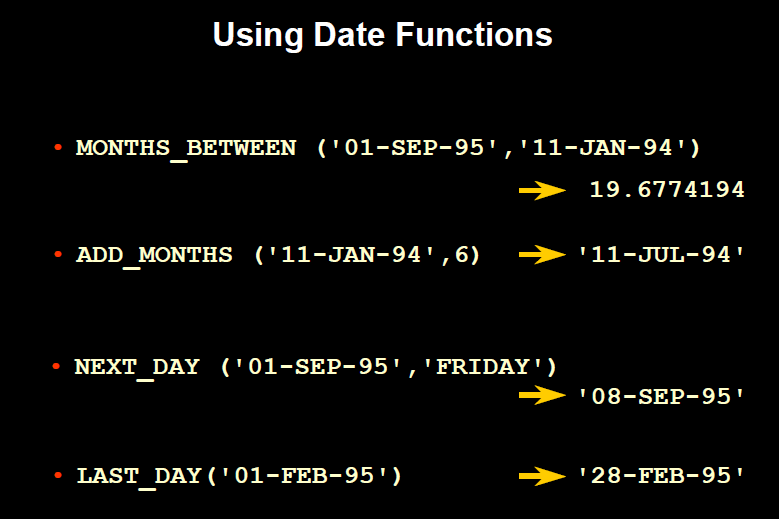 Using Date Functions
• MONTHS_BETWEEN ('01-SEP-95','11-JAN-94')
19.6774194
• ADD_MONTHS ('11-JAN-94',6) '11-JUL-94'
• NEXT_DAY ('01-SEP-95','FRIDAY')
'08-SEP-95'
• LAST_DAY('01-FEB-95') '28-FEB-95'